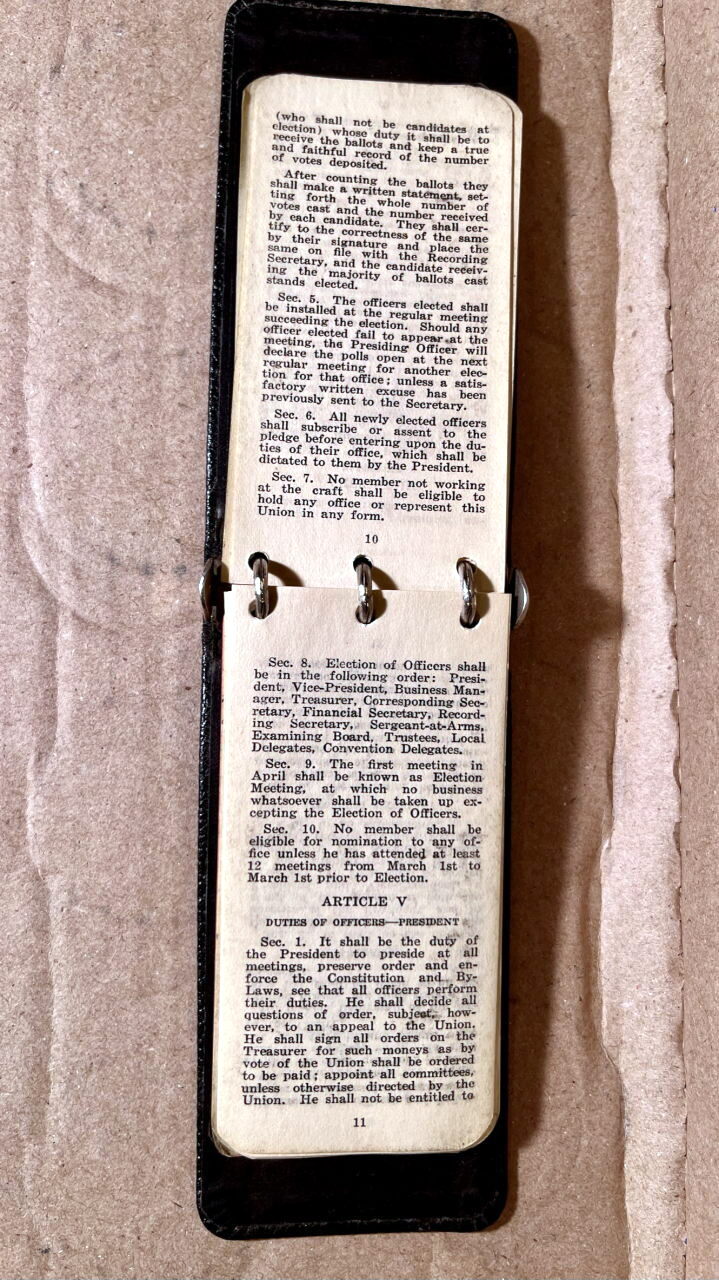 (who shall not be candidates at
election) whose duty it shall be to
receive the ballots and keep a true
and faithful record of the number
of votes deposited.
After counting the ballots they
shall make a written statement, set-
ting forth the whole number of
votes cast and the number received
by each candidate. They shall cer-
tify to the correctness of the same
by their signature and place the
same on file with the Recording
Secretary, and the candidate receiv-
ing the majority of ballots cast
stands elected.
Sec. 5. The officers elected shall
be installed at the regular meeting
succeeding the election. Should any
officer elected fail to appear at the
meeting, the Presiding Officer will
declare the polls open at the next
regular meeting for another elec-
tion for that office; unless a satis-
factory written excuse has been
previously sent to the Secretary.
Sec. 6. All newly elected officers
shall subscribe or assent to the
pledge before entering upon the du-
ties of their office, which shall be
dictated to them by the President.
Sec. 7. No member not working
at the craft shall be eligible to
hold any office or represent this
Union in any form.
10
Sec. 8. Election of Officers shall
be in the following order: Presi-
dent, Vice-President, Business Man-
ager, Treasurer, Corresponding Sec-
retary, Financial Secretary, Record-
ing Secretary, Sergeant-at-Arms,
Examining Board, Trustees, Local
Delegates, Convention Delegates.
Sec. 9. The first meeting in
April shall be known as Election
Meeting, at which no business
whatsoever shall be taken up ex-
cepting the Election of Officers.
Sec. 10. No member shall be
eligible for nomination to any of-
fice unless he has attended at least
12 meetings from March 1st to
March 1st prior to Election.
ARTICLE V
DUTIES OF OFFICERS—PRESIDENT
Sec. 1. It shall be the duty of
the President to preside at all
meetings, preserve order and en-
force the Constitution and By-
Laws, see that all officers perform
their duties. He shall decide all
questions of order, subject, how-
ever, to an appeal to the Union.
He shall sign all orders on the
Treasurer for such moneys as by
vote of the Union shall be ordered
to be paid; appoint all committees,
unless otherwise directed by the
Union. He shall not be entitled to
11